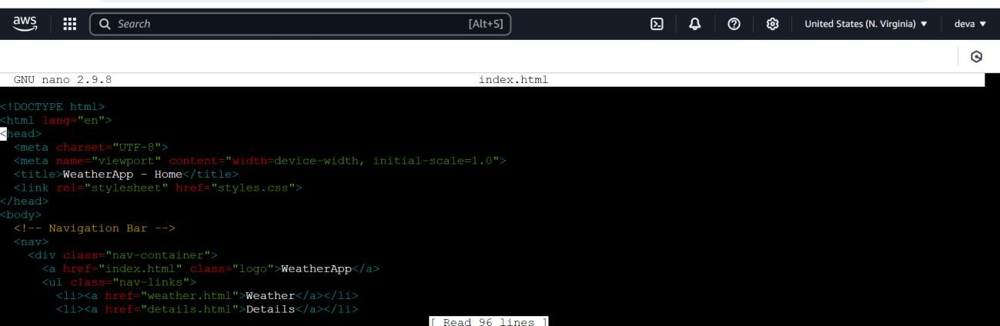 aws Search [Alt+S] United States (N. Virginia) ▼ deva ▼
GNU nano 2.9.8 index.html
<!DOCTYPE html>
<html lang="en">
<head>
  <meta charset="UTF-8">
  <meta name="viewport" content="width=device-width, initial-scale=1.0">
  <title>WeatherApp - Home</title>
  <link rel="stylesheet" href="styles.css">
</head>
<body>
  <!-- Navigation Bar -->
  <nav>
    <div class="nav-container">
      <a href="index.html" class="logo">WeatherApp</a>
      <ul class="nav-links">
        <li><a href="weather.html">Weather</a></li>
        <li><a href="details.html">Details</a></li>
[ Read 96 lines ]